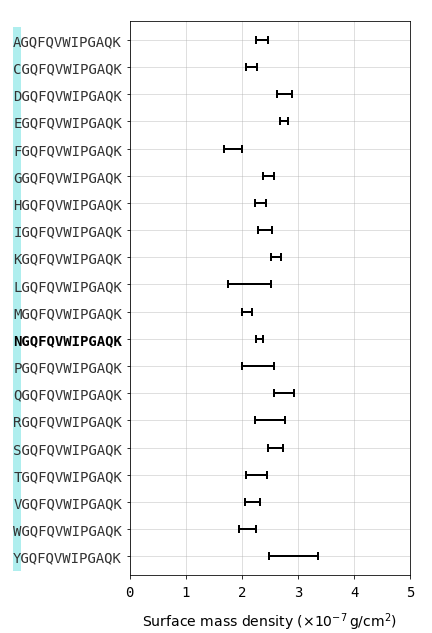 AGQFQVWIPGAQK
CGQFQVWIPGAQK
DGQFQVWIPGAQK
EGQFQVWIPGAQK
FGQFQVWIPGAQK
GGQFQVWIPGAQK
HGQFQVWIPGAQK
IGQFQVWIPGAQK
KGQFQVWIPGAQK
LGQFQVWIPGAQK
MGQFQVWIPGAQK
NGQFQVWIPGAQK
PGQFQVWIPGAQK
QGQFQVWIPGAQK
RGQFQVWIPGAQK
SGQFQVWIPGAQK
TGQFQVWIPGAQK
VGQFQVWIPGAQK
WGQFQVWIPGAQK
YGQFQVWIPGAQK
0 1 2 3 4 5
Surface mass density (×10⁻⁷ g/cm²)